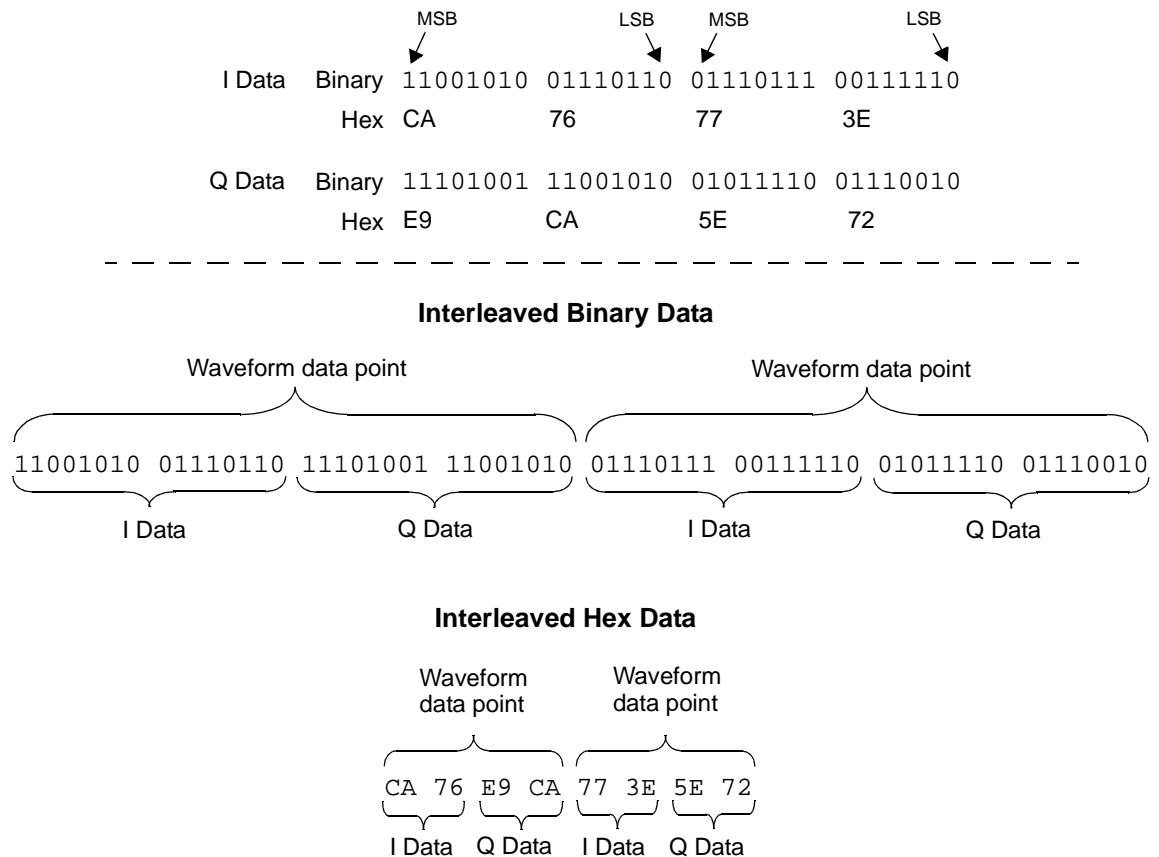 MSB LSB MSB LSB
I Data Binary 11001010 01110110 01110111 00111110
Hex CA 76 77 3E
Q Data Binary 11101001 11001010 01011110 01110010
Hex E9 CA 5E 72
Interleaved Binary Data
Waveform data point Waveform data point
11001010 01110110 11101001 11001010 01110111 00111110 01011110 01110010
I Data Q Data I Data Q Data
Interleaved Hex Data
Waveform Waveform
data point data point
CA 76 E9 CA 77 3E 5E 72
I Data Q Data I Data Q Data